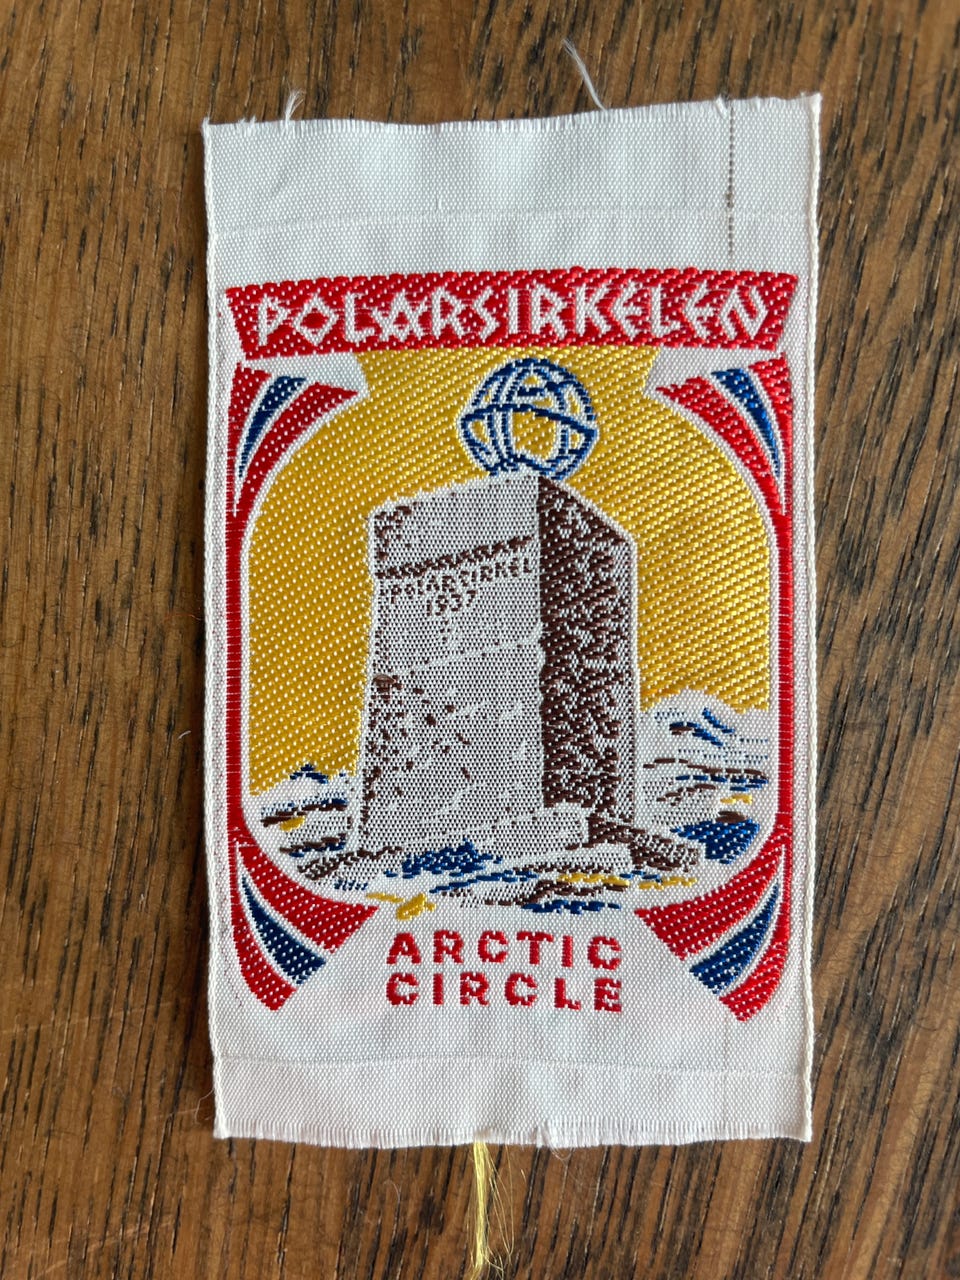 POLARSIRKELEN
POLARSIRKEL
1937
ARCTIC
CIRCLE